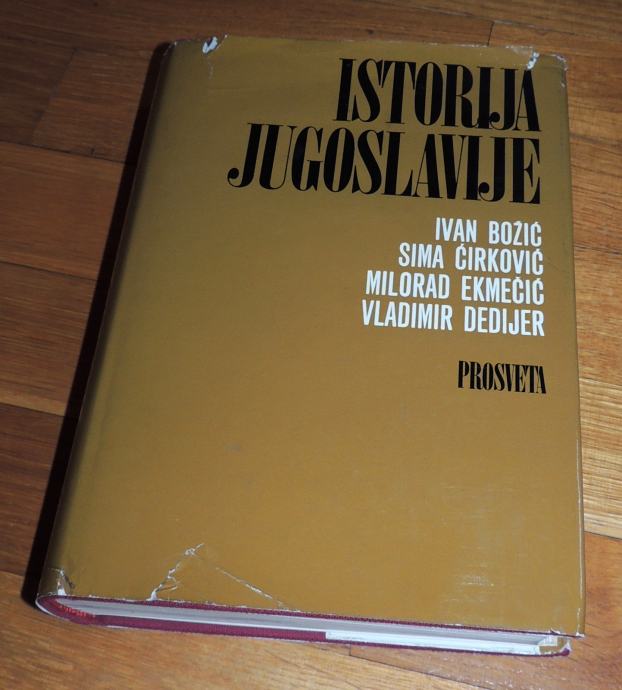 ISTORIJA
JUGOSLAVIJE
IVAN BOŽIĆ
SIMA ĆIRKOVIĆ
MILORAD EKMEČIĆ
VLADIMIR DEDIJER
PROSVETA